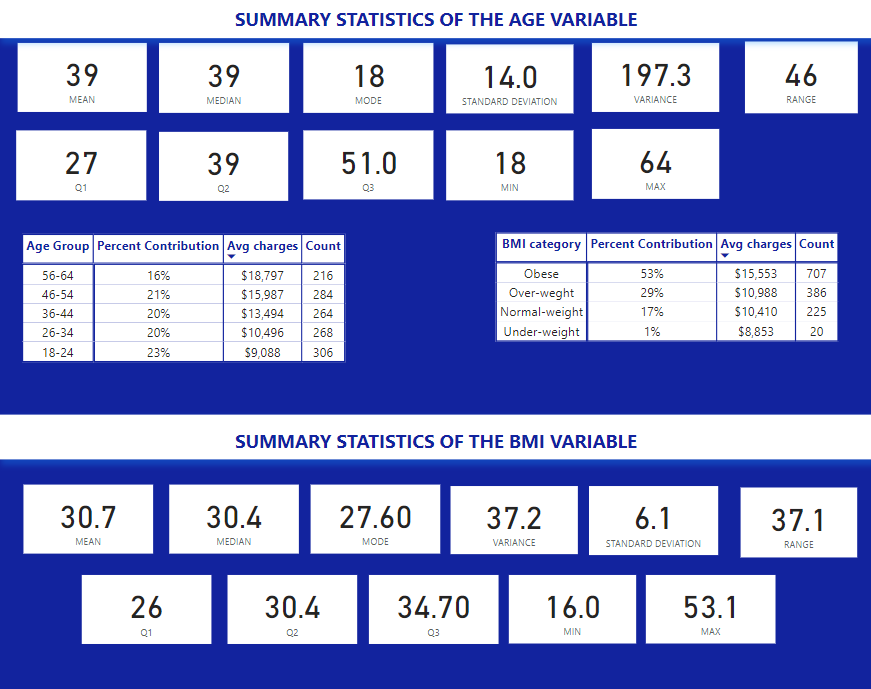 SUMMARY STATISTICS OF THE AGE VARIABLE
39
MEAN
39
MEDIAN
18
MODE
14.0
STANDARD DEVIATION
197.3
VARIANCE
46
RANGE
27
Q1
39
Q2
51.0
Q3
18
MIN
64
MAX
Age Group Percent Contribution Avg charges Count
56-64 16% $18,797 216
46-54 21% $15,987 284
36-44 20% $13,494 264
26-34 20% $10,496 268
18-24 23% $9,088 306
BMI category Percent Contribution Avg charges Count
Obese 53% $15,553 707
Over-weght 29% $10,988 386
Normal-weight 17% $10,410 225
Under-weight 1% $8,853 20
SUMMARY STATISTICS OF THE BMI VARIABLE
30.7
MEAN
30.4
MEDIAN
27.60
MODE
37.2
VARIANCE
6.1
STANDARD DEVIATION
37.1
RANGE
26
Q1
30.4
Q2
34.70
Q3
16.0
MIN
53.1
MAX